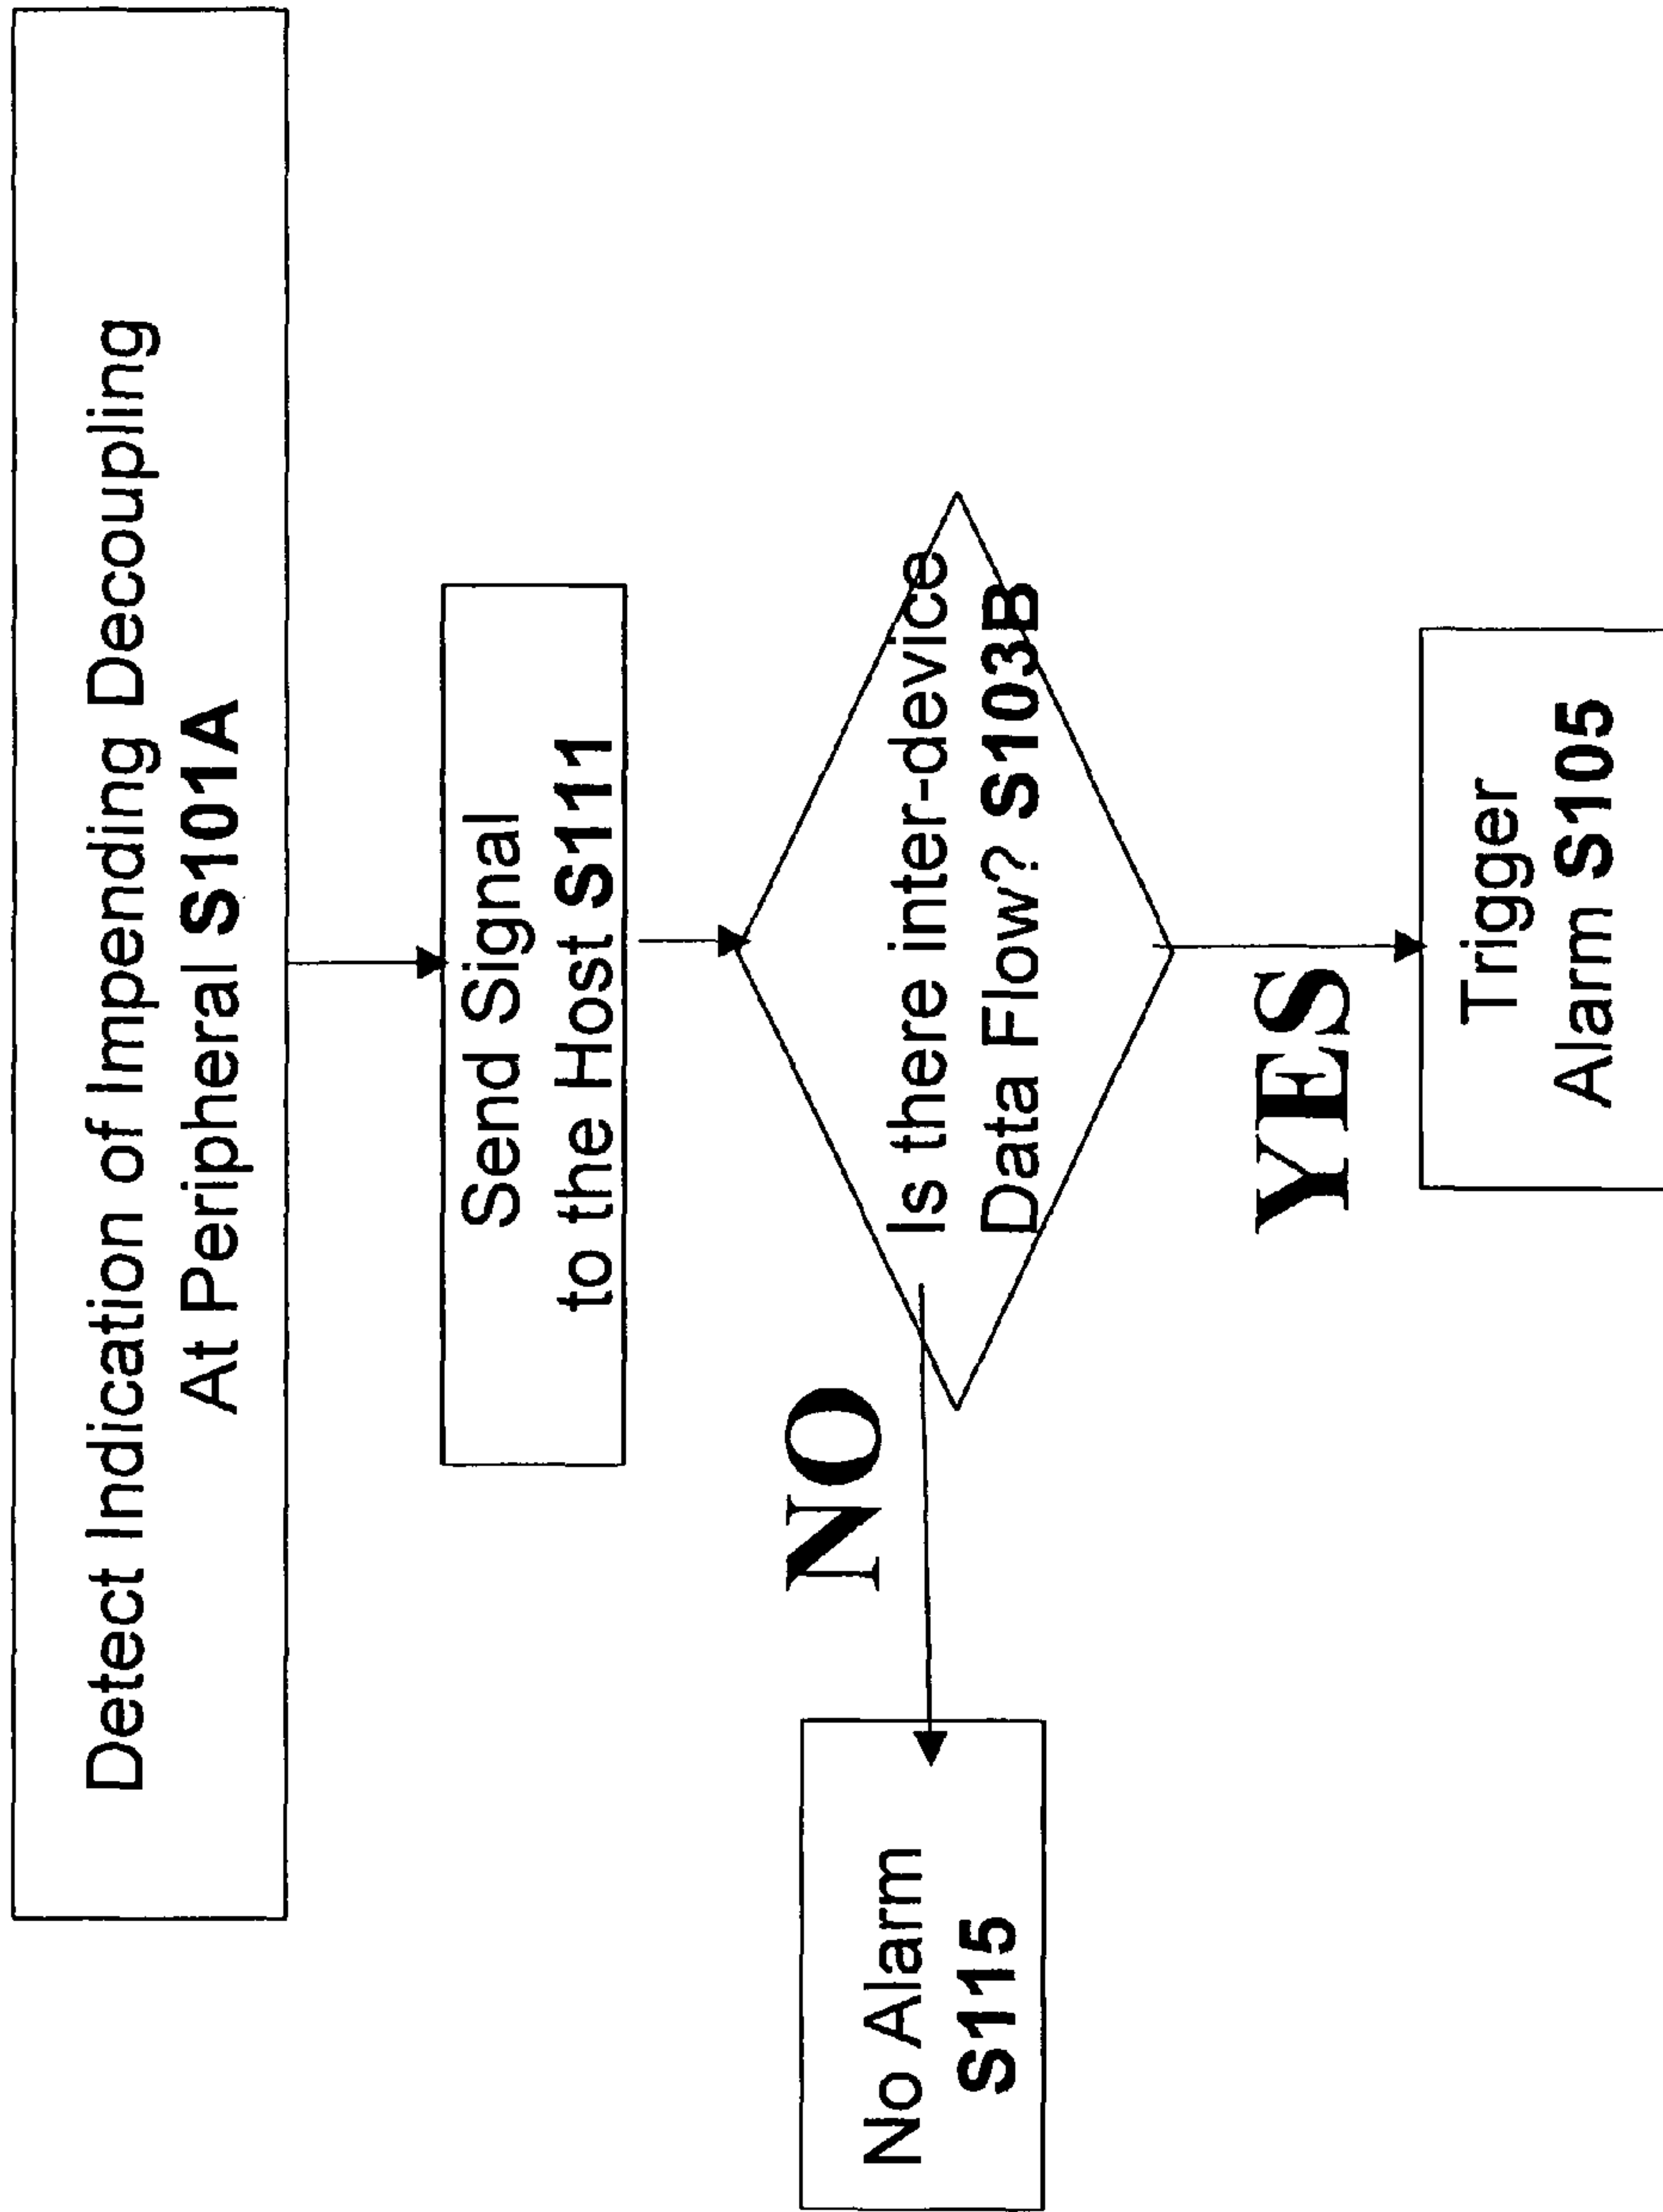 Detect Indication of Impending Decoupling
At Peripheral S101A
Send Signal
to the Host S111
Is there inter-device
Data Flow? S103B
NO
No Alarm
S115
YES
Trigger
Alarm S105